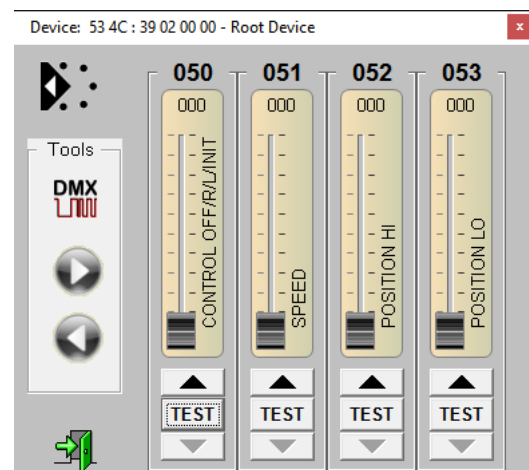 Device: 53 4C : 39 02 00 00 - Root Device
x
050 051 052 053
000 000 000 000
Tools
DMX
CONTROL OFF/R/L/INIT
SPEED
POSITION HI
POSITION LO
TEST TEST TEST TEST